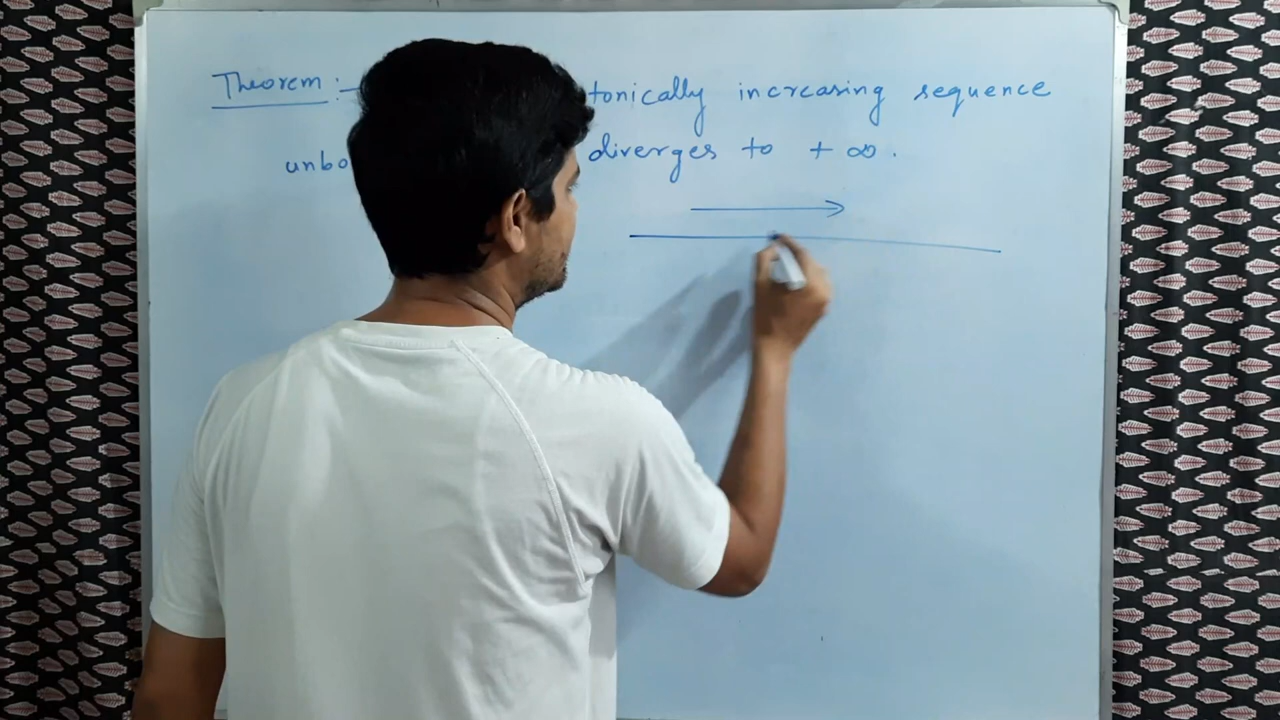 Theorem :- tonically increasing sequence
unbo diverges to + ∞.